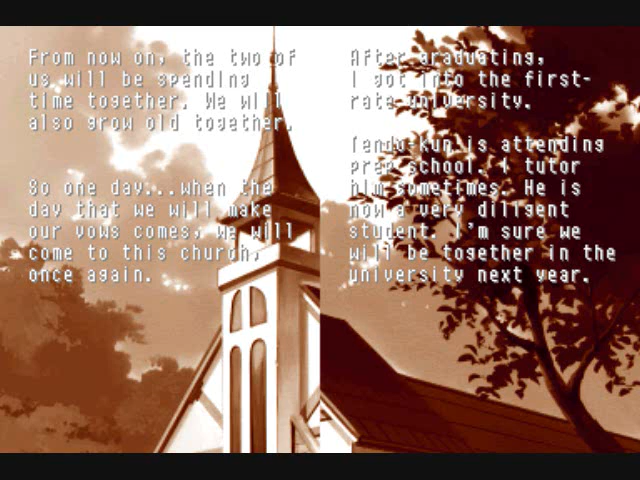 From now on, the two of
us will be spending
time together. We will
also grow old together.
So one day...when the
day that we will make
our vows comes, we will
come to this church,
once again.
After graduating,
I got into the first-
rate university.
Tendo-kun is attending
prep school. I tutor
him sometimes. He is
now a very diligent
student. I'm sure we
will be together in the
university next year.